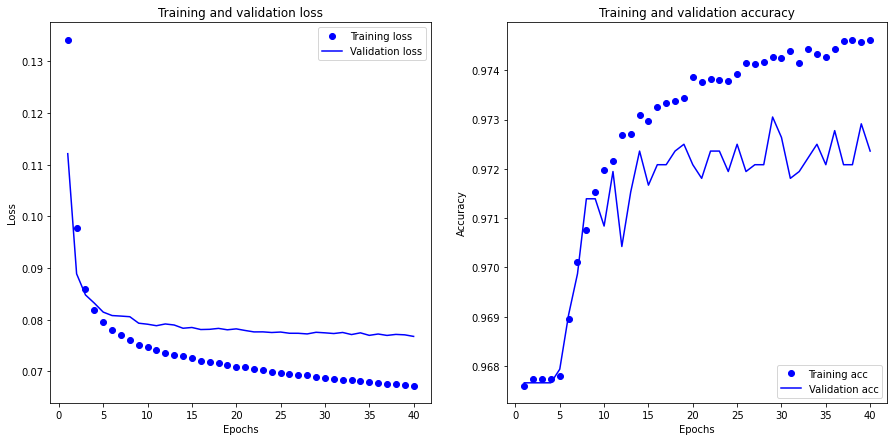 Training and validation loss
Training loss
Validation loss
0.13
0.12
0.11
0.10
0.09
0.08
0.07
Loss
0 5 10 15 20 25 30 35 40
Epochs
Training and validation accuracy
0.974
0.973
0.972
0.971
0.970
0.969
0.968
Accuracy
Training acc
Validation acc
0 5 10 15 20 25 30 35 40
Epochs